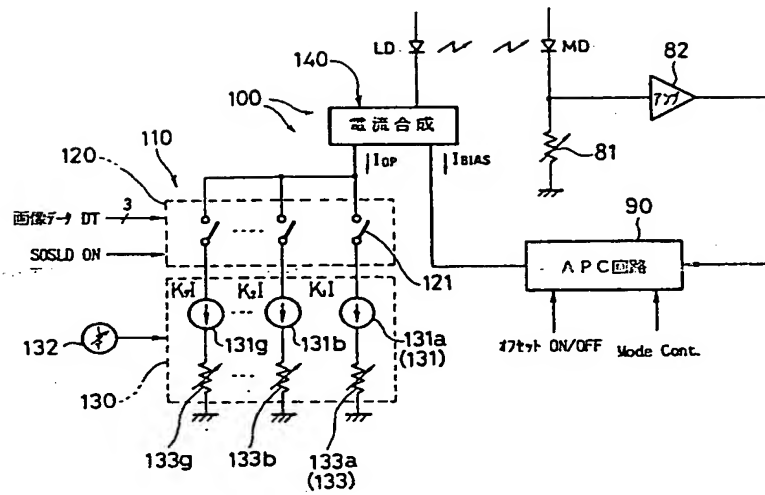 LD
MD
82
アンプ
140
100
電流合成
81
110
IOP
IBIAS
120
3
画像データ DT
90
SOSLD ON
121
APC回路
K7I
K2I
K1I
132
131g
131b
131a
(131)
オフセット ON/OFF
Mode Cont.
130
133g
133b
133a
(133)